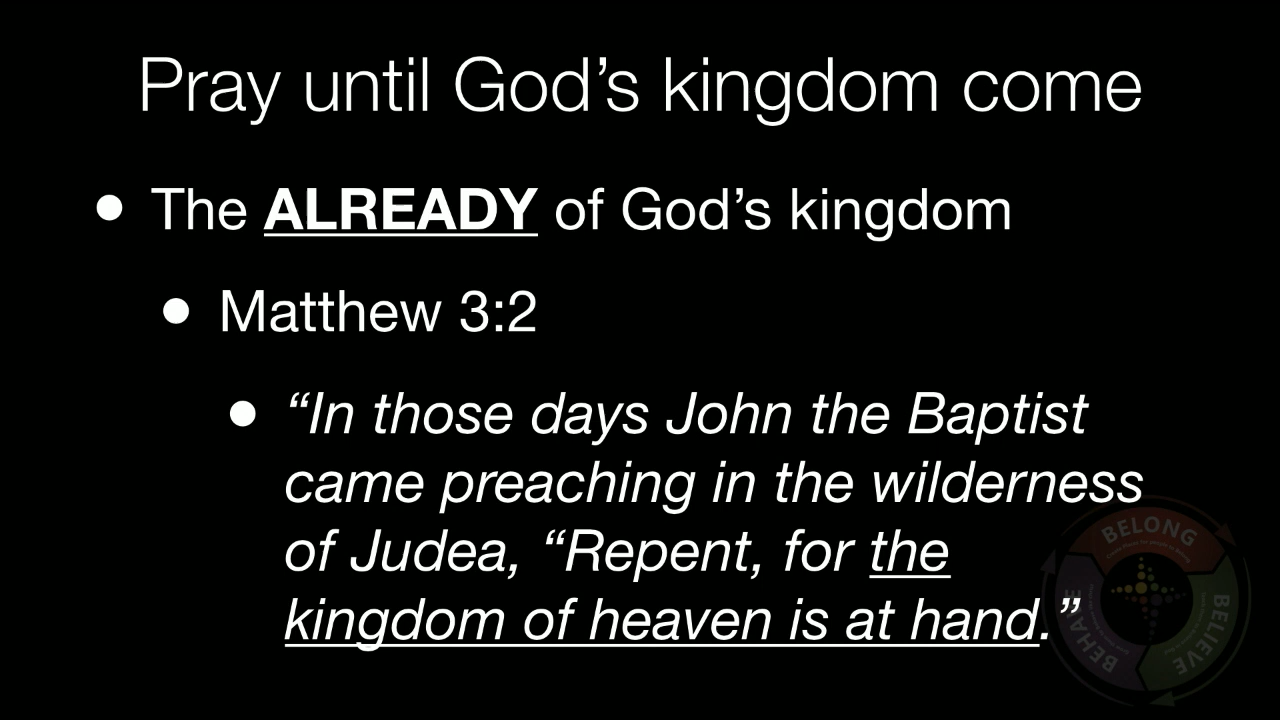 Pray until God’s kingdom come
• The ALREADY of God’s kingdom
• Matthew 3:2
• “In those days John the Baptist
came preaching in the wilderness
of Judea, “Repent, for the
kingdom of heaven is at hand.”
BELONG
BELIEVE
BEHAVE